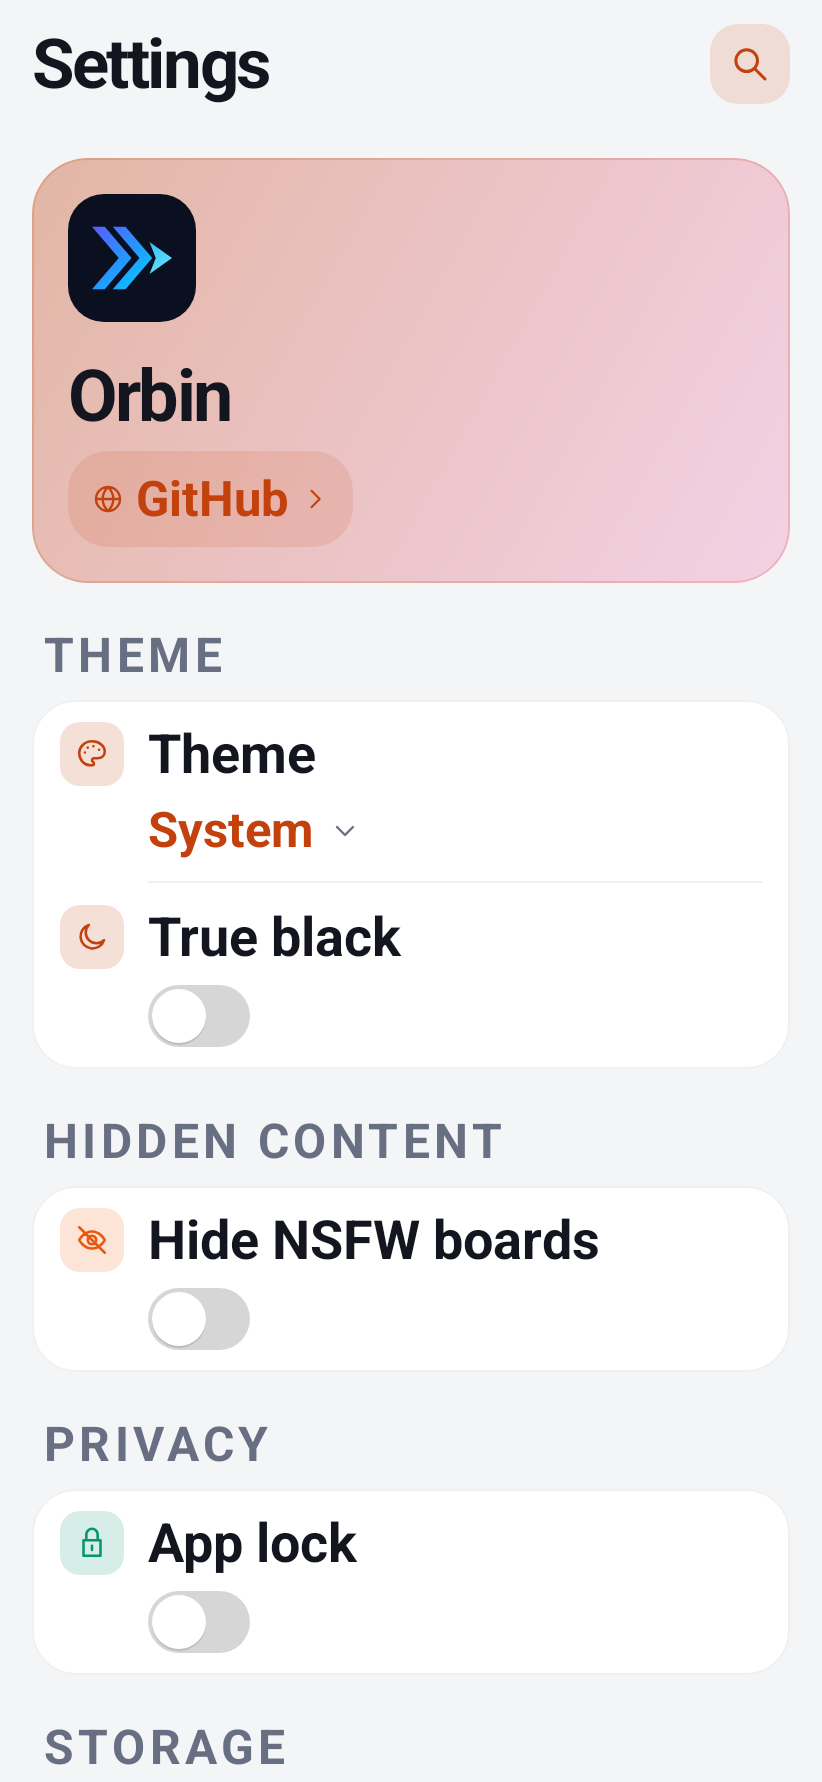 Settings
Orbin
GitHub
THEME
Theme
System
True black
HIDDEN CONTENT
Hide NSFW boards
PRIVACY
App lock
STORAGE